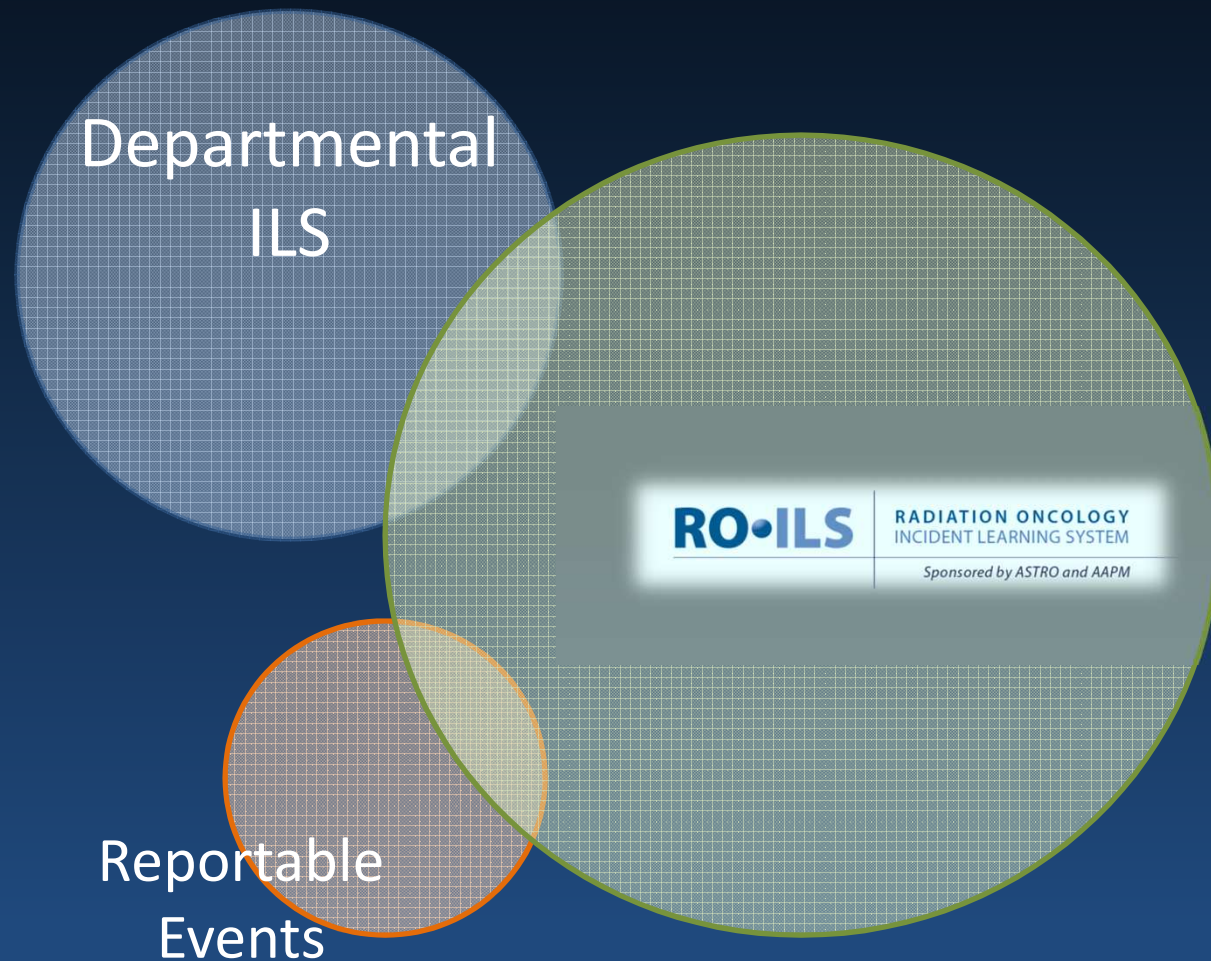 Departmental
ILS
RO•ILS
RADIATION ONCOLOGY
INCIDENT LEARNING SYSTEM
Sponsored by ASTRO and AAPM
Reportable
Events